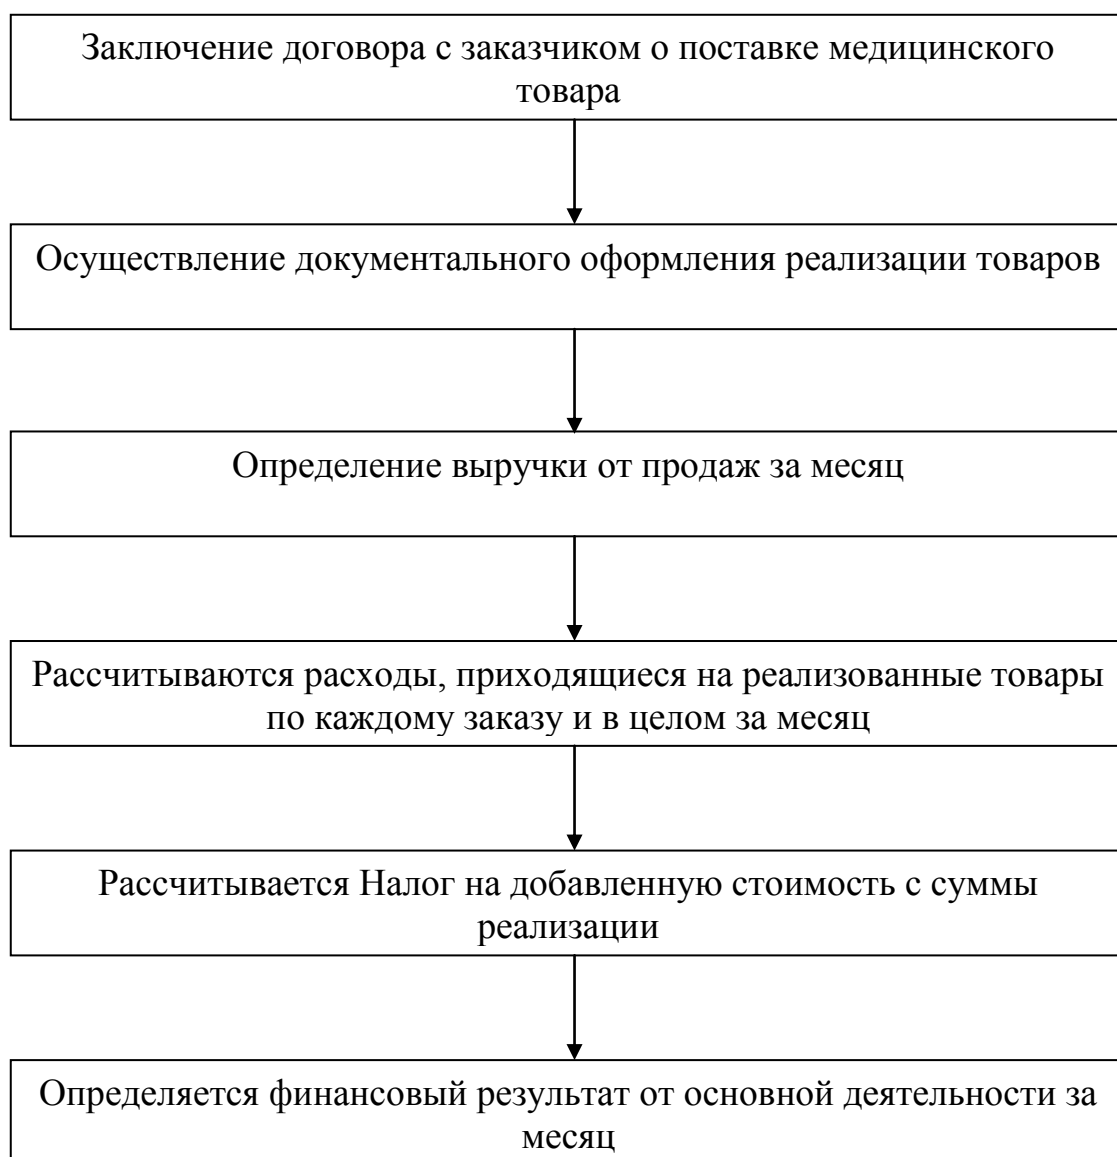 Заключение договора с заказчиком о поставке медицинского
товара
Осуществление документального оформления реализации товаров
Определение выручки от продаж за месяц
Рассчитываются расходы, приходящиеся на реализованные товары
по каждому заказу и в целом за месяц
Рассчитывается Налог на добавленную стоимость с суммы
реализации
Определяется финансовый результат от основной деятельности за
месяц